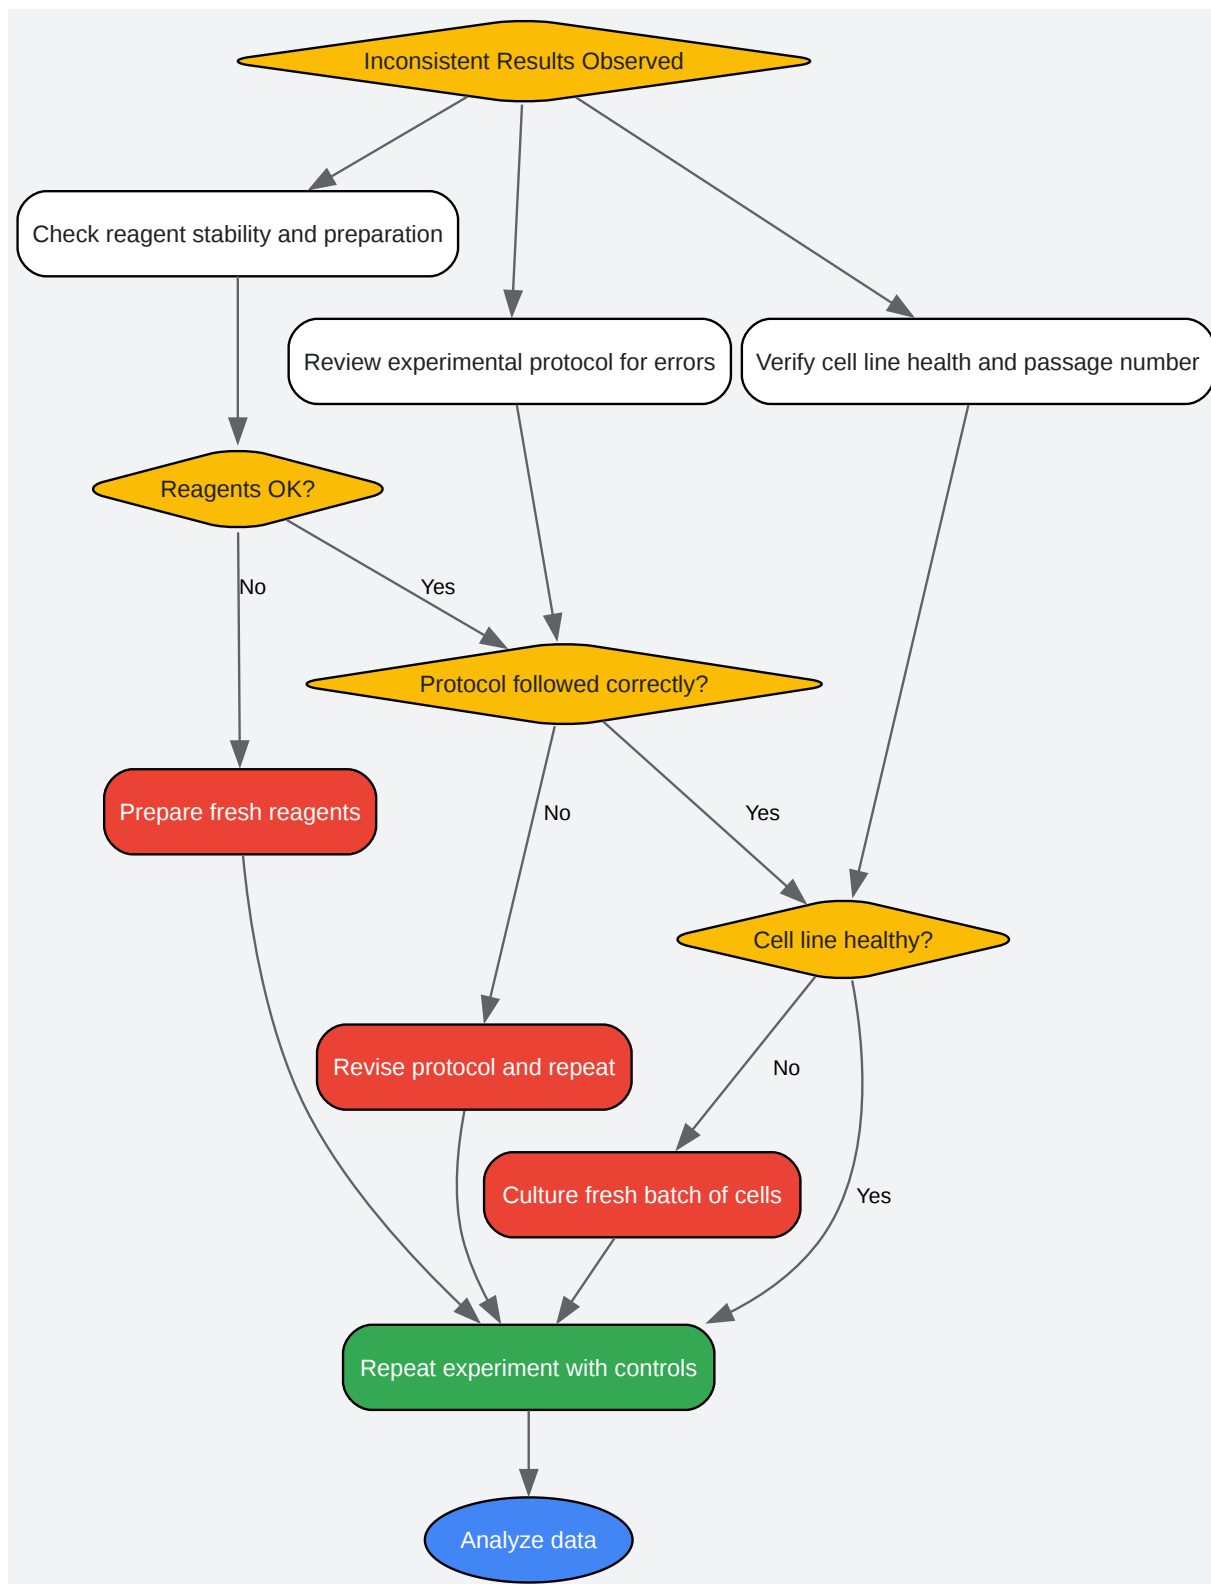 Inconsistent Results Observed
Check reagent stability and preparation
Review experimental protocol for errors
Verify cell line health and passage number
Reagents OK?
No
Yes
Protocol followed correctly?
Prepare fresh reagents
No
Yes
Cell line healthy?
Revise protocol and repeat
No
Culture fresh batch of cells
Yes
Repeat experiment with controls
Analyze data